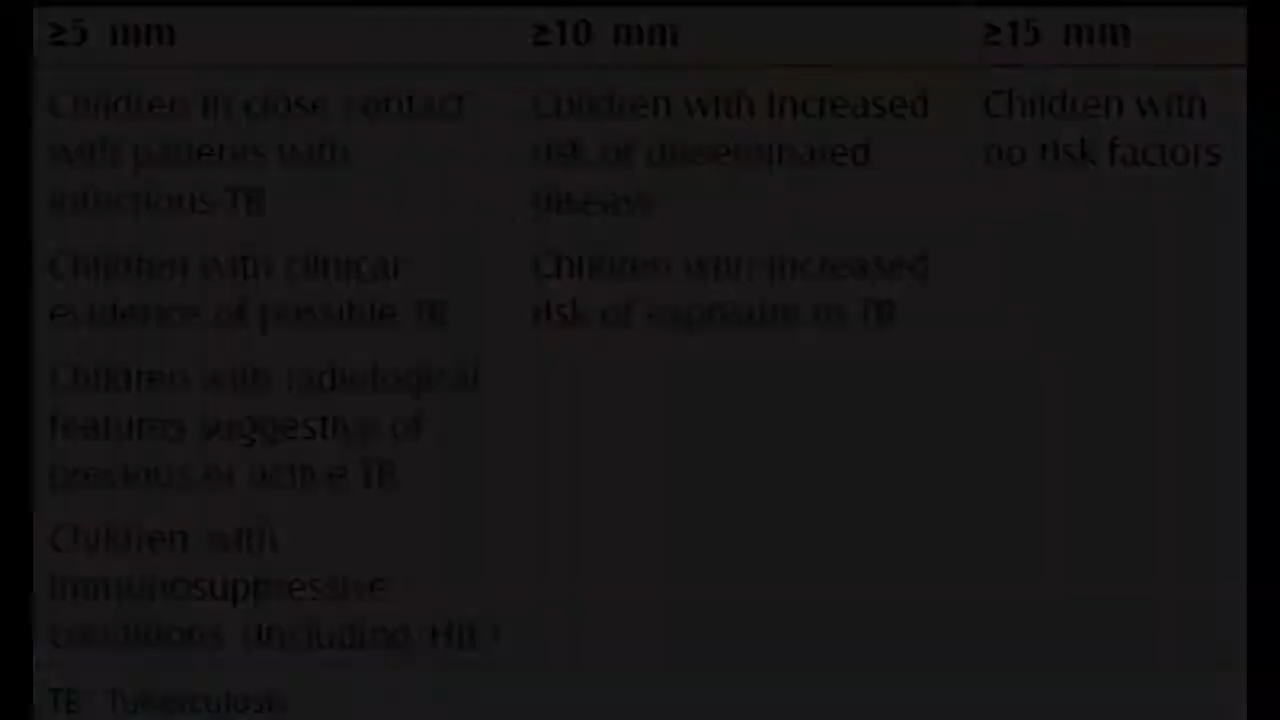 ≥5 mm
≥10 mm
≥15 mm
Children in close contact
with patients with
infectious TB
Children with clinical
evidence of possible TB
Children with radiological
features suggestive of
previous or active TB
Children with
immunosuppressive
conditions (including HIV)
Children with increased
risk of disseminated
disease
Children with increased
risk of exposure to TB
Children with
no risk factors
TB: Tuberculosis